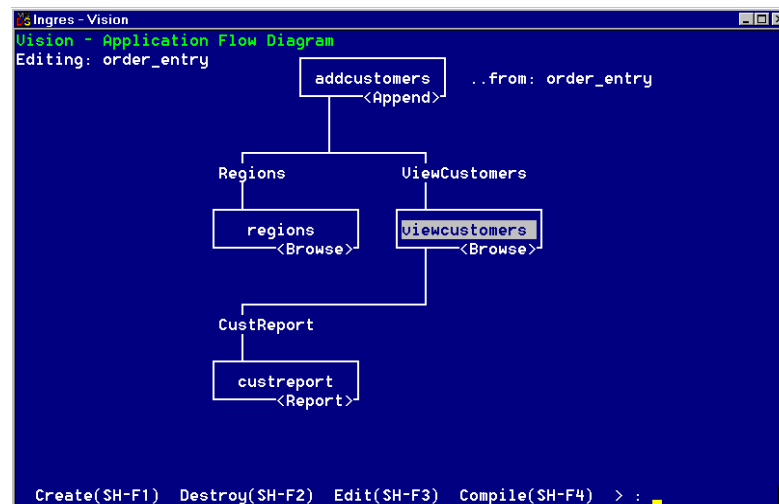 Ingres - Vision
Vision - Application Flow Diagram
Editing: order_entry
addcustomers ..from: order_entry
<Append>
Regions ViewCustomers
regions viewcustomers
<Browse> <Browse>
CustReport
custreport
<Report>
Create(SH-F1) Destroy(SH-F2) Edit(SH-F3) Compile(SH-F4) > :